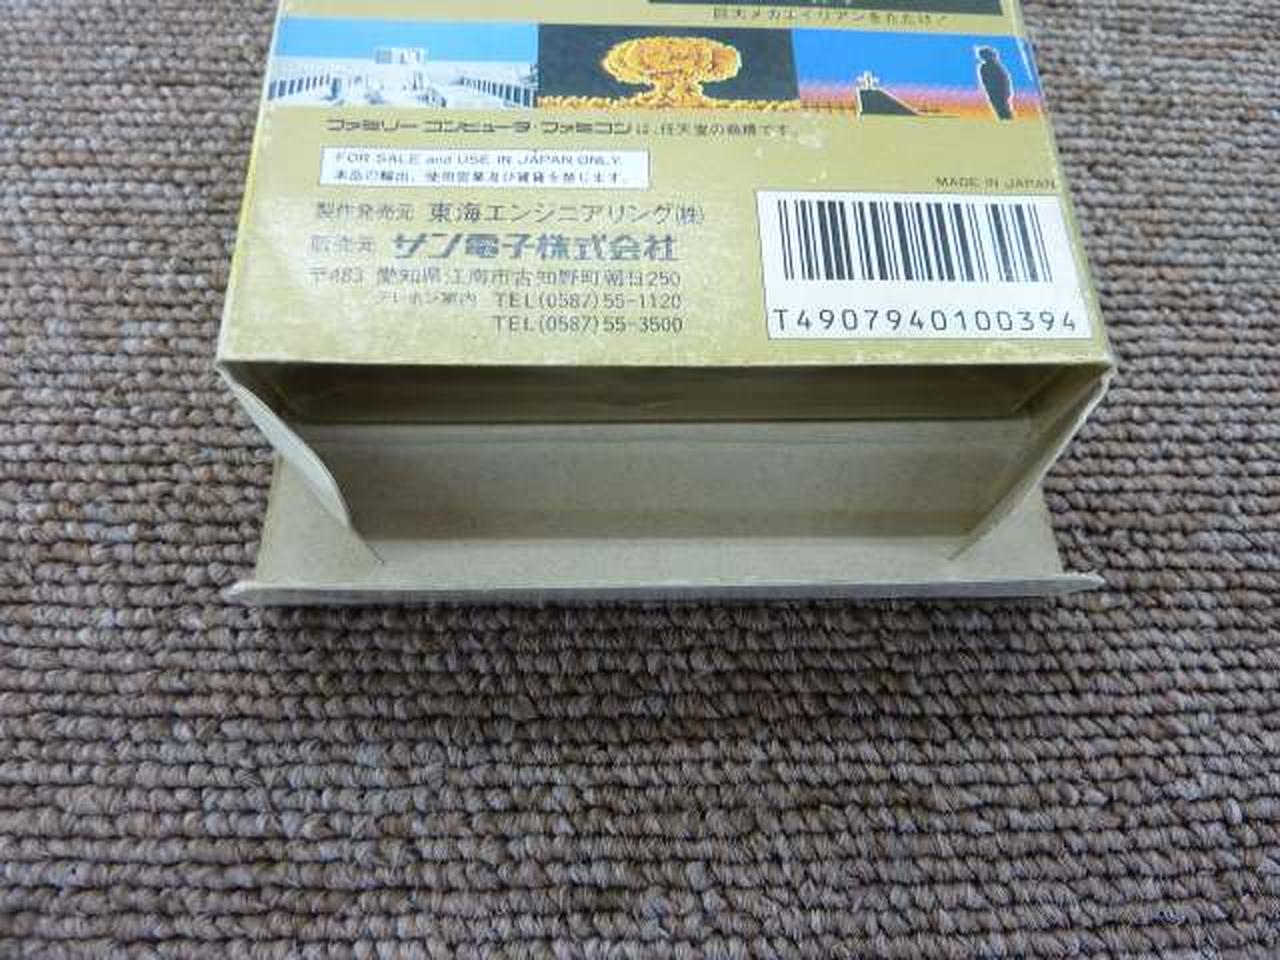 巨大メカエイリアンをたたけ!
ファミリーコンピュータ・ファミコンは、任天堂の商標です。
FOR SALE and USE IN JAPAN ONLY.
本品の輸出、使用営業及び賃貸を禁じます。
MADE IN JAPAN
製作発売元 東海エンジニアリング(株)
販売元 サン電子株式会社
〒483 愛知県江南市古知野町朝日250
テレホン案内 TEL(0587)55-1120
TEL(0587)55-3500
T4907940100394